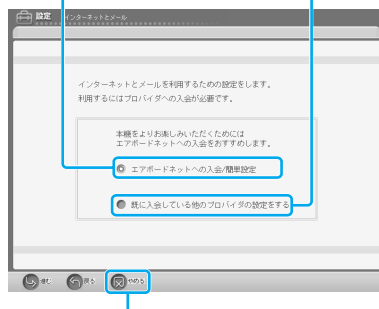 設定 インターネットとメール
インターネットとメールを利用するための設定をします。
利用するにはプロバイダへの入会が必要です。
本機をよりお楽しみいただくためには
エアボードネットへの入会をおすすめします。
エアボードネットへの入会/簡単設定
既に入会している他のプロバイダの設定をする
進む 戻る やめる